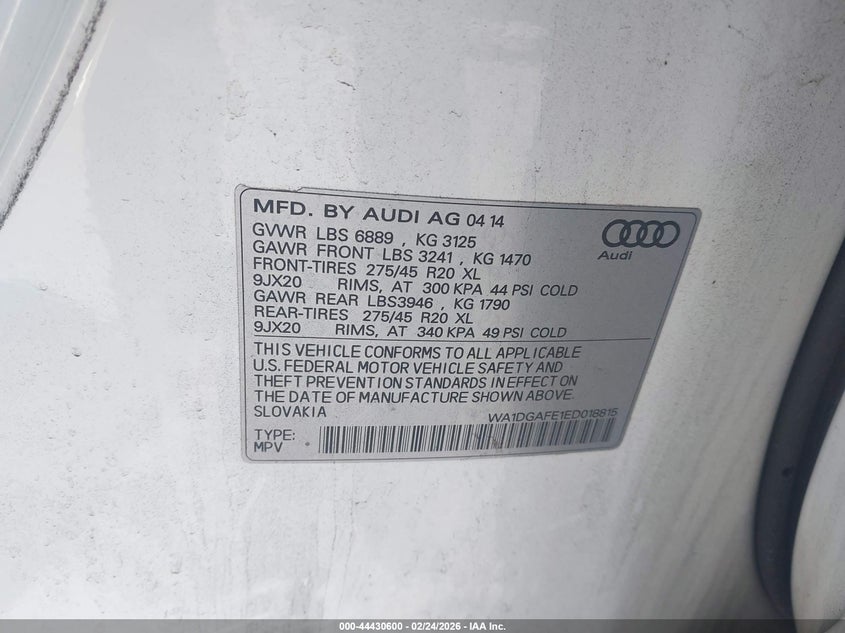 MFD. BY AUDI AG 04 14
GVWR LBS 6889 , KG 3125
GAWR FRONT LBS 3241 , KG 1470
FRONT-TIRES 275/45 R20 XL
9JX20 RIMS, AT 300 KPA 44 PSI COLD
GAWR REAR LBS3946 , KG 1790
REAR-TIRES 275/45 R20 XL
9JX20 RIMS, AT 340 KPA 49 PSI COLD
Audi
THIS VEHICLE CONFORMS TO ALL APPLICABLE
U.S. FEDERAL MOTOR VEHICLE SAFETY AND
THEFT PREVENTION STANDARDS IN EFFECT ON
THE DATE OF MANUFACTURE SHOWN ABOVE.
SLOVAKIA WA1DGAFE1ED018815
TYPE:
MPV
000-44430600 - 02/24/2026 - IAA Inc.